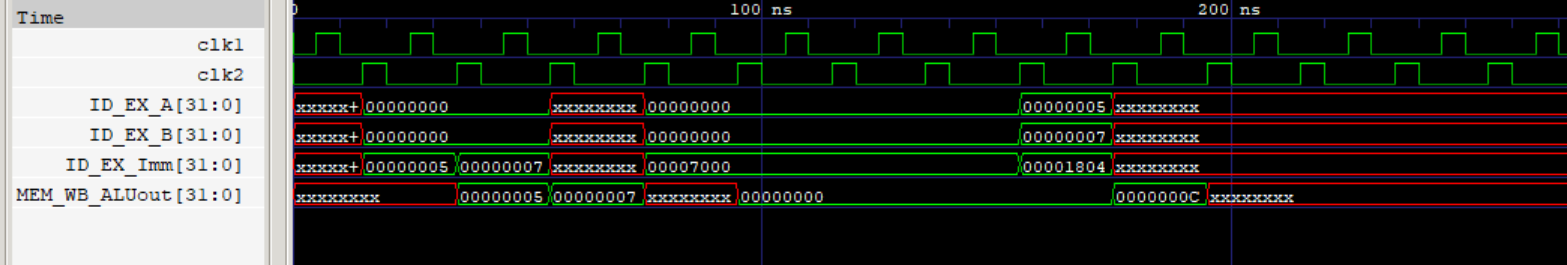 Time 0 100 ns 200 ns
clk1
clk2
ID_EX_A[31:0] xxxxx+ 00000000 xxxxxxxx 00000000 00000005 xxxxxxxx
ID_EX_B[31:0] xxxxx+ 00000000 xxxxxxxx 00000000 00000007 xxxxxxxx
ID_EX_Imm[31:0] xxxxx+ 00000005 00000007 xxxxxxxx 00007000 00001804 xxxxxxxx
MEM_WB_ALUout[31:0] xxxxxxxx 00000005 00000007 xxxxxxxx 00000000 0000000C xxxxxxxx